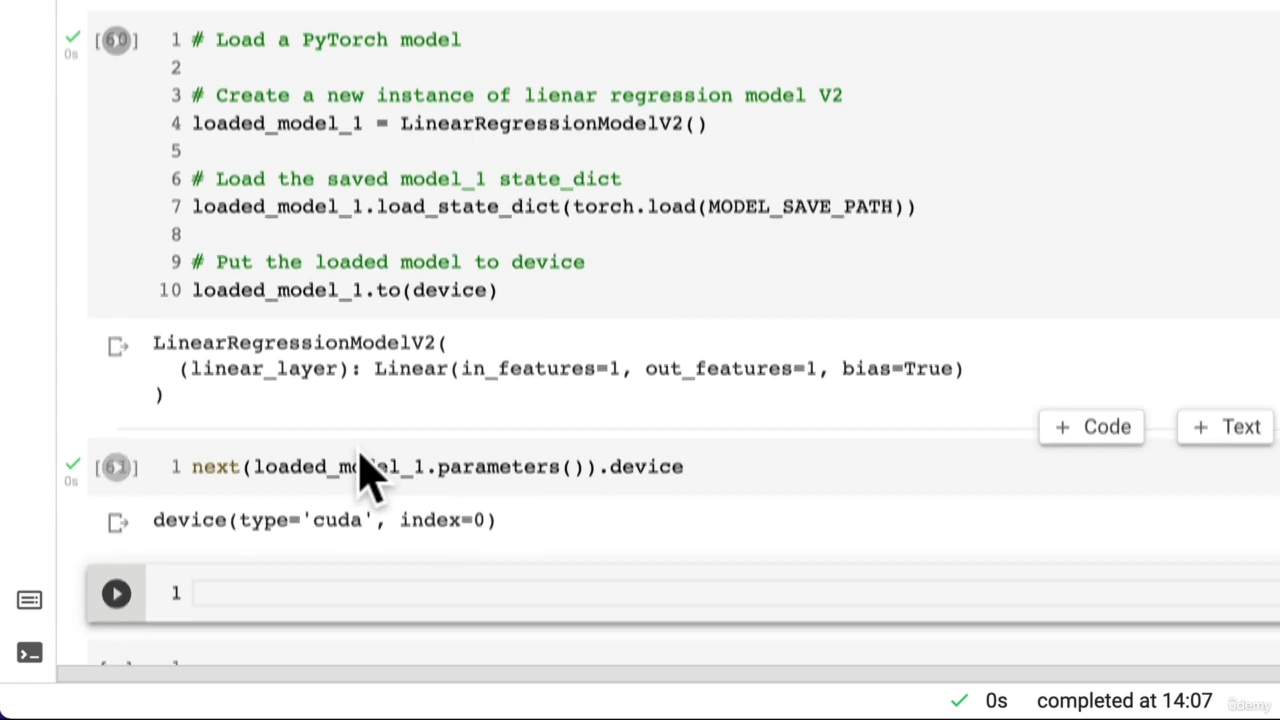 [60] 1 # Load a PyTorch model
0s 2
3 # Create a new instance of lienar regression model V2
4 loaded_model_1 = LinearRegressionModelV2()
5
6 # Load the saved model_1 state_dict
7 loaded_model_1.load_state_dict(torch.load(MODEL_SAVE_PATH))
8
9 # Put the loaded model to device
10 loaded_model_1.to(device)
LinearRegressionModelV2(
(linear_layer): Linear(in_features=1, out_features=1, bias=True)
)
+ Code + Text
[61] 1 next(loaded_model_1.parameters()).device
0s
device(type='cuda', index=0)
1
0s completed at 14:07